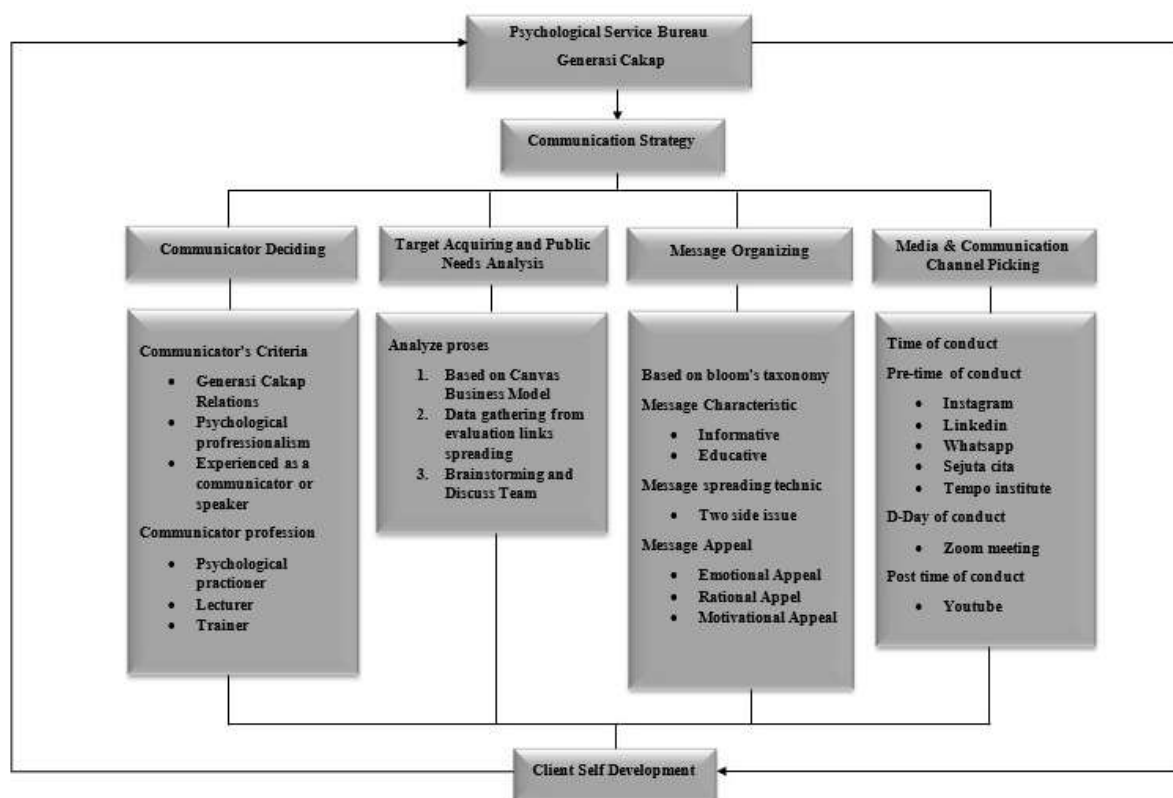 Psychological Service Bureau
Generasi Cakap
Communication Strategy
Communicator Deciding
Target Acquiring and Public
Needs Analysis
Message Organizing
Media & Communication
Channel Picking
Communicator's Criteria
• Generasi Cakap
Relations
• Psychological
profressionalism
• Experienced as a
communicator or
speaker
Communicator profession
• Psychological
practioner
• Lecturer
• Trainer
Analyze proses
1. Based on Canvas
Business Model
2. Data gathering from
evaluation links
spreading
3. Brainstorming and
Discuss Team
Based on bloom's taxonomy
Message Characteristic
• Informative
• Educative
Message spreading technic
• Two side issue
Message Appeal
• Emotional Appeal
• Rational Appel
• Motivational Appeal
Time of conduct
Pre-time of conduct
• Instagram
• Linkedin
• Whatsapp
• Sejuta cita
• Tempo institute
D-Day of conduct
• Zoom meeting
Post time of conduct
• Youtube
Client Self Development